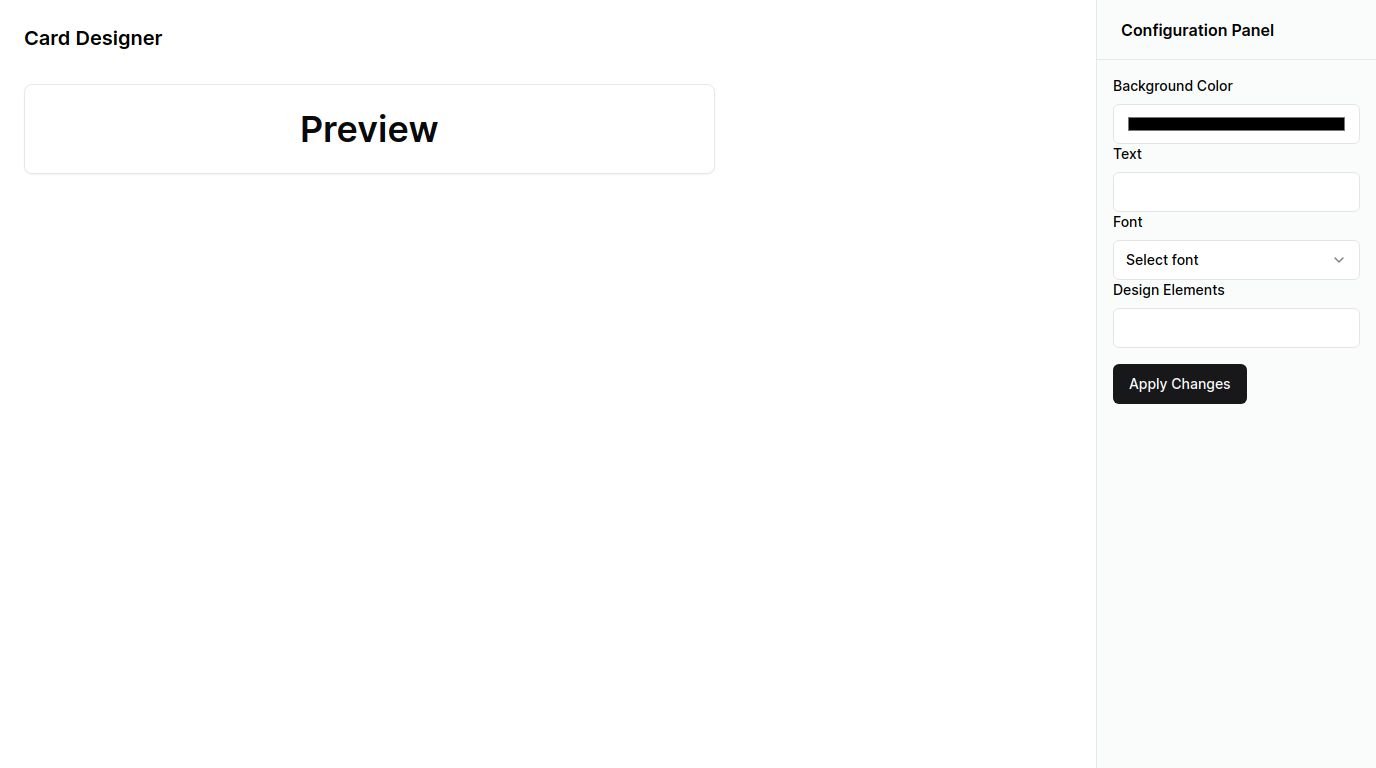 Card Designer
Preview
Configuration Panel
Background Color
Text
Font
Select font
Design Elements
Apply Changes